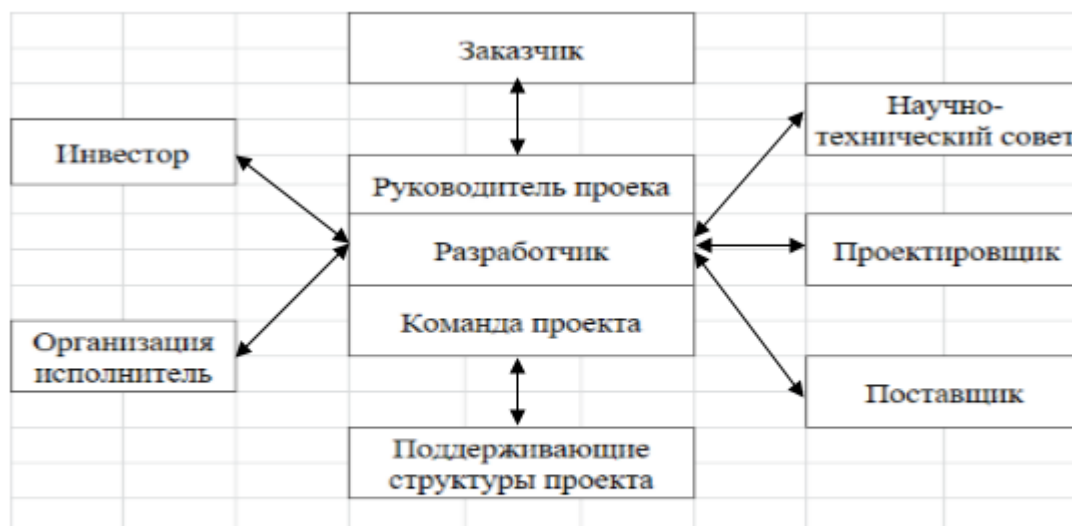 Заказчик
Научно-
технический совет
Инвестор
Руководитель проека
Разработчик
Проектировщик
Команда проекта
Организация
исполнитель
Поставщик
Поддерживающие
структуры проекта